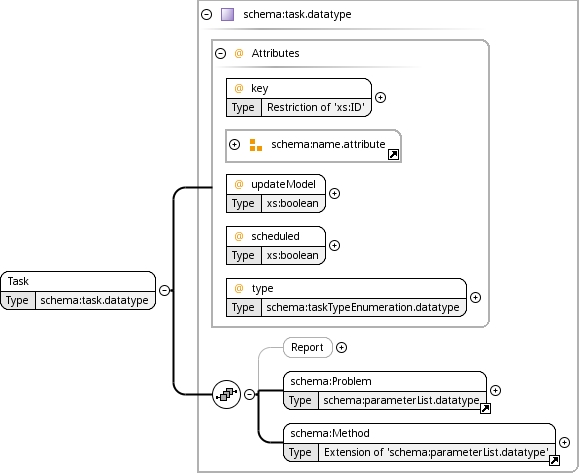 schema:task.datatype
@ Attributes
@ key
Type Restriction of 'xs:ID'
schema:name.attribute
@ updateModel
Type xs:boolean
@ scheduled
Type xs:boolean
@ type
Type schema:taskTypeEnumeration.datatype
Task
Type schema:task.datatype
Report
schema:Problem
Type schema:parameterList.datatype
schema:Method
Type Extension of 'schema:parameterList.datatype'